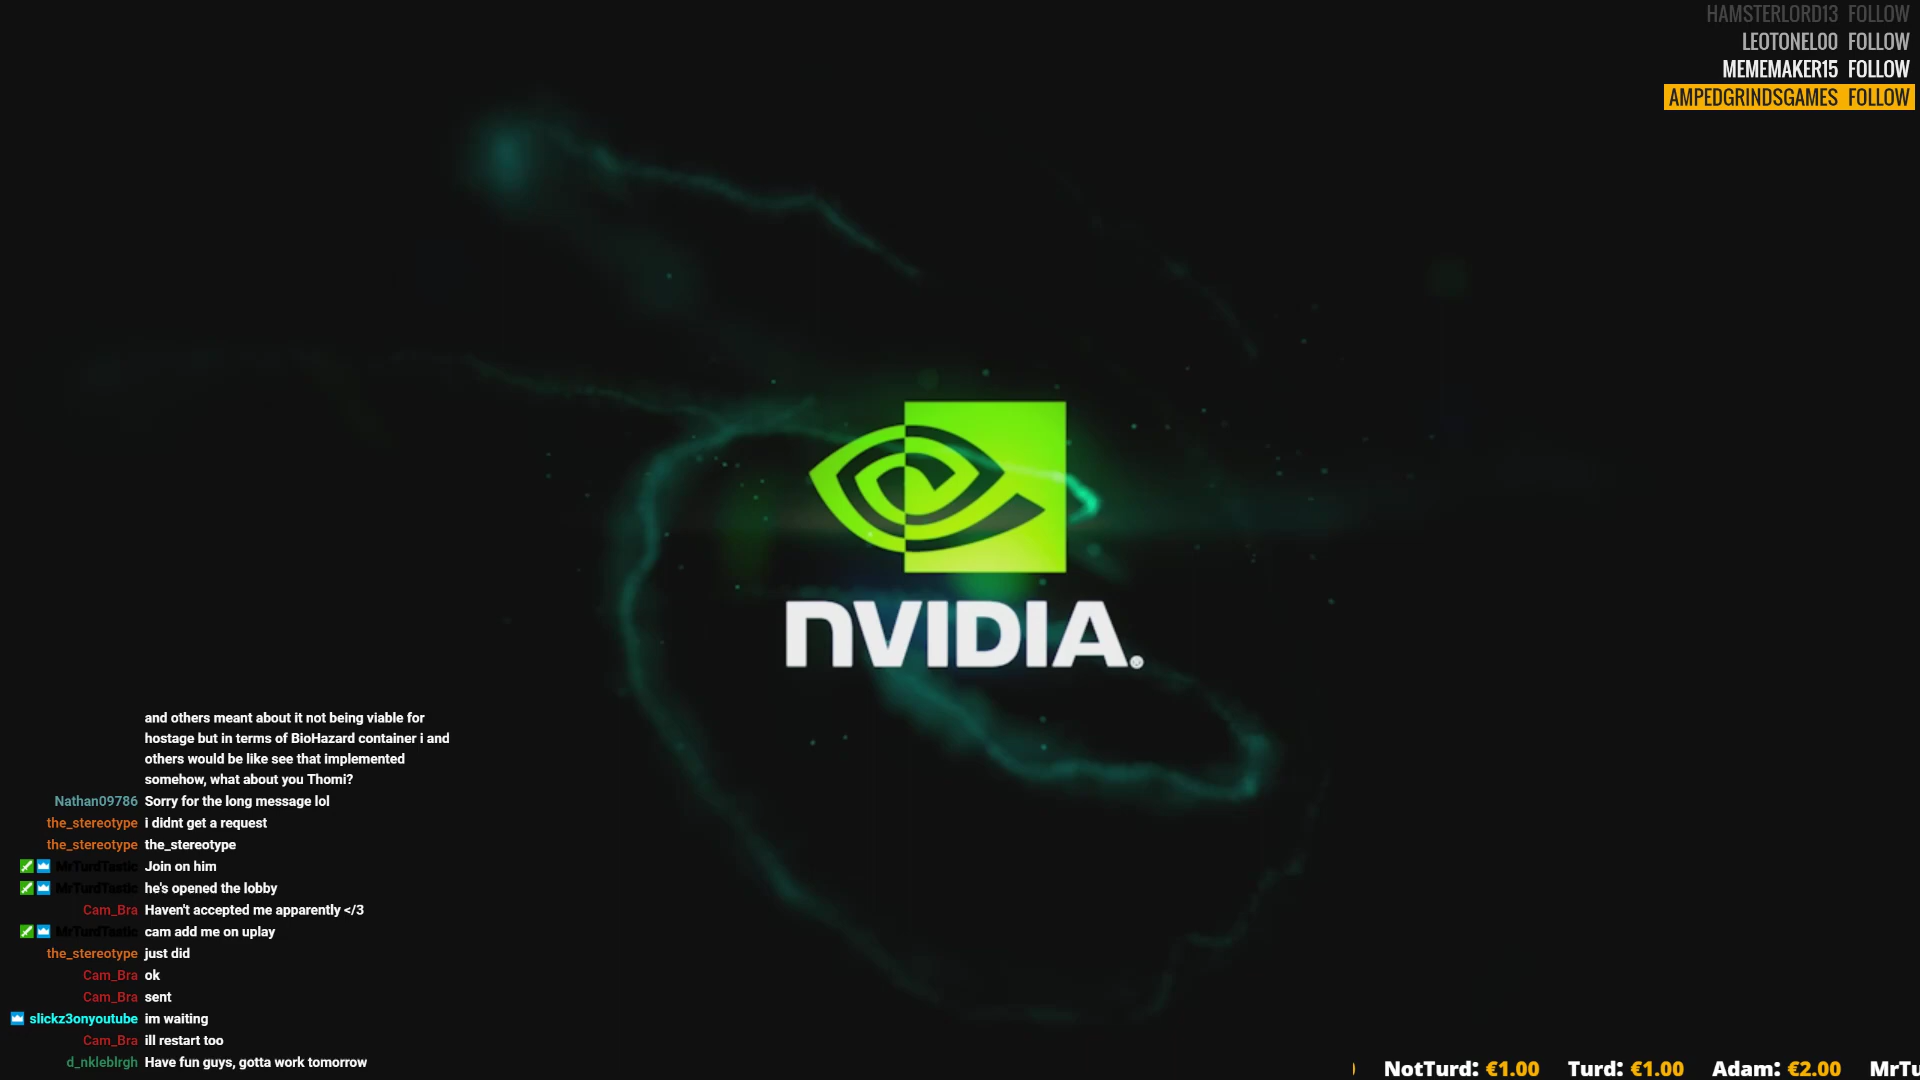 HAMSTERLORD13 FOLLOW
LEOTONEL00 FOLLOW
MEMEMAKER15 FOLLOW
AMPEDGRINDSGAMES FOLLOW
NVIDIA.
and others meant about it not being viable for
hostage but in terms of BioHazard container i and
others would be like see that implemented
somehow, what about you Thomi?
Nathan09786 Sorry for the long message lol
the_stereotype i didnt get a request
the_stereotype the_stereotype
MrTurdTastic Join on him
MrTurdTastic he's opened the lobby
Cam_Bra Haven't accepted me apparently </3
MrTurdTastic cam add me on uplay
the_stereotype just did
Cam_Bra ok
Cam_Bra sent
slickz3onyoutube im waiting
Cam_Bra ill restart too
d_nkleblrgh Have fun guys, gotta work tomorrow
NotTurd: €1.00 Turd: €1.00 Adam: €2.00 MrTu